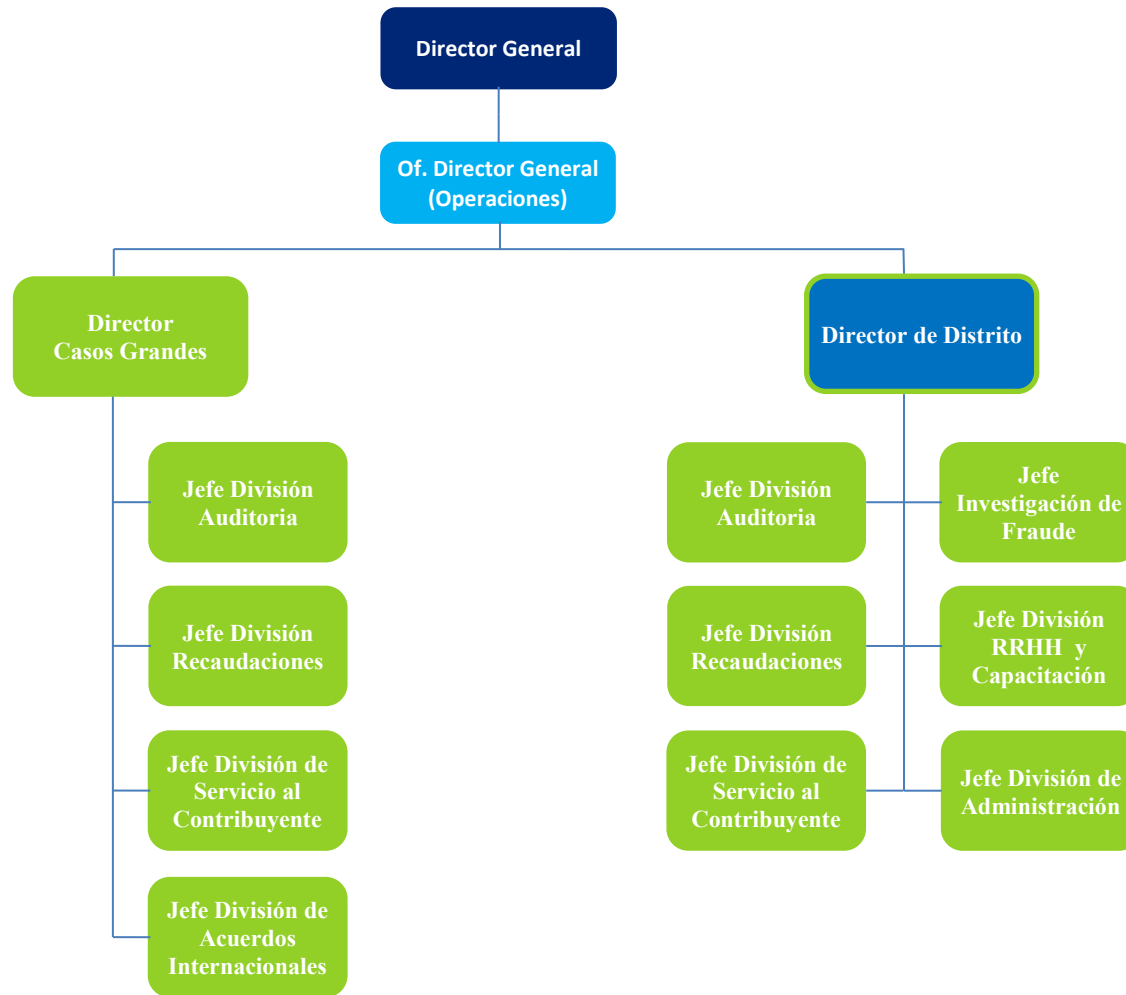 Director General
Of. Director General
(Operaciones)
Director
Casos Grandes
Director de Distrito
Jefe División
Auditoria
Jefe División
Recaudaciones
Jefe División de
Servicio al
Contribuyente
Jefe División de
Acuerdos
Internacionales
Jefe División
Auditoria
Jefe
Investigación de
Fraude
Jefe División
Recaudaciones
Jefe División
RRHH y
Capacitación
Jefe División de
Servicio al
Contribuyente
Jefe División de
Administración